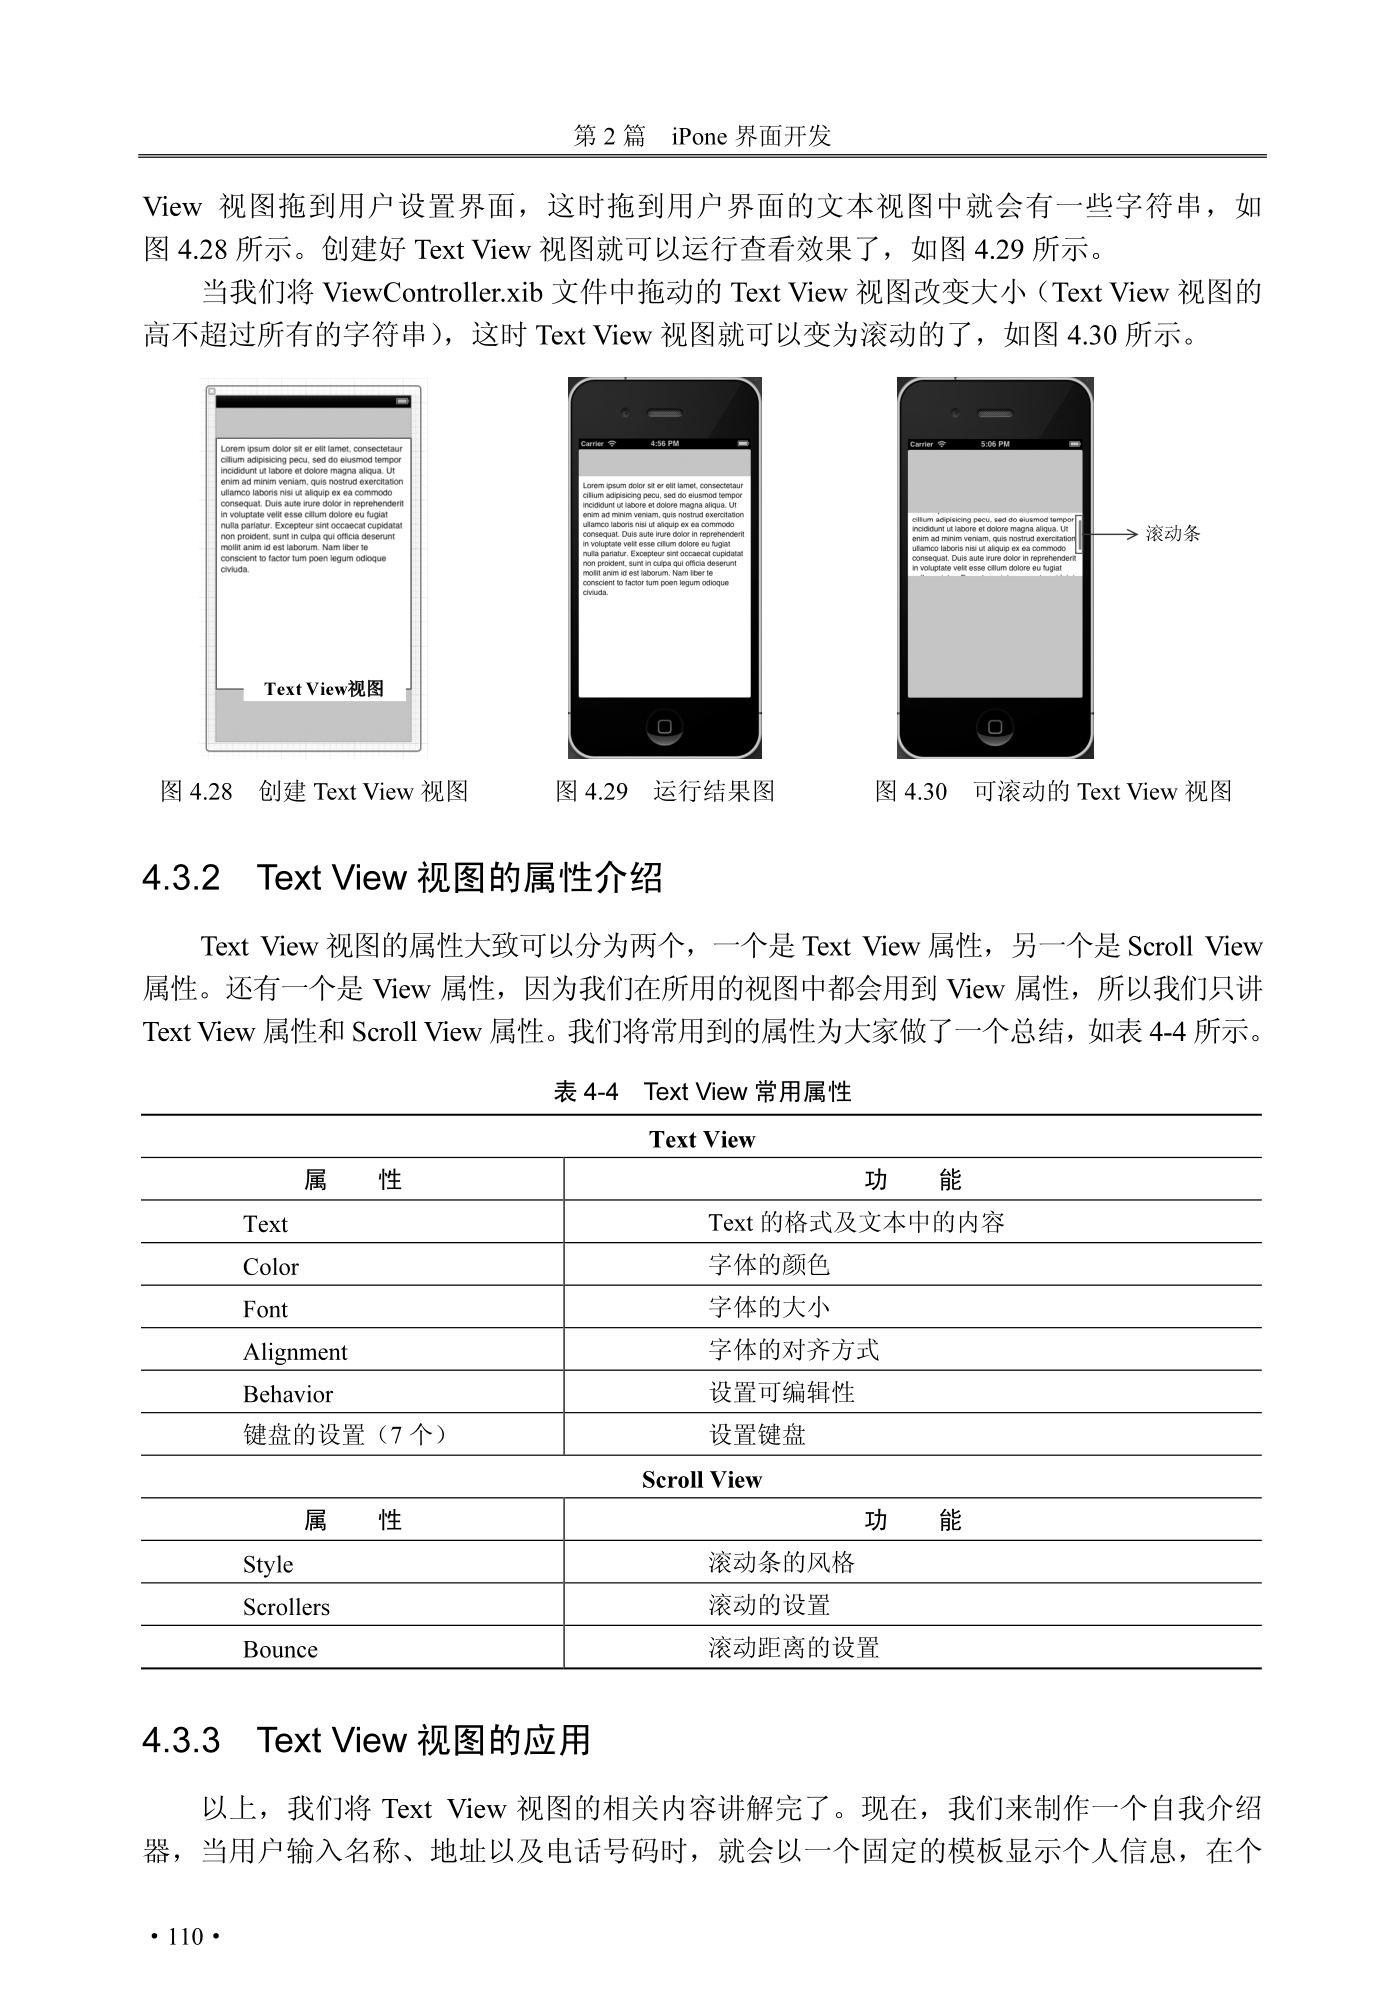 第 2 篇　iPone 界面开发
View 视图拖到用户设置界面，这时拖到用户界面的文本视图中就会有一些字符串，如
图 4.28 所示。创建好 Text View 视图就可以运行查看效果了，如图 4.29 所示。
当我们将 ViewController.xib 文件中拖动的 Text View 视图改变大小（Text View 视图的
高不超过所有的字符串），这时 Text View 视图就可以变为滚动的了，如图 4.30 所示。
Lorem ipsum dolor sit er elit lamet, consectetaur
cillium adipisicing pecu, sed do eiusmod tempor
incididunt ut labore et dolore magna aliqua. Ut
enim ad minim veniam, quis nostrud exercitation
ullamco laboris nisi ut aliquip ex ea commodo
consequat. Duis aute irure dolor in reprehenderit
in voluptate velit esse cillum dolore eu fugiat
nulla pariatur. Excepteur sint occaecat cupidatat
non proident, sunt in culpa qui officia deserunt
mollit anim id est laborum. Nam liber te
conscient to factor tum poen legum odioque
civiuda.
Text View视图
Carrier 4:56 PM
Lorem ipsum dolor sit er elit lamet, consectetaur
cillium adipisicing pecu, sed do eiusmod tempor
incididunt ut labore et dolore magna aliqua. Ut
enim ad minim veniam, quis nostrud exercitation
ullamco laboris nisi ut aliquip ex ea commodo
consequat. Duis aute irure dolor in reprehenderit
in voluptate velit esse cillum dolore eu fugiat
nulla pariatur. Excepteur sint occaecat cupidatat
non proident, sunt in culpa qui officia deserunt
mollit anim id est laborum. Nam liber te
conscient to factor tum poen legum odioque
civiuda.
Carrier 5:06 PM
cillium adipisicing pecu, sed do eiusmod tempor
incididunt ut labore et dolore magna aliqua. Ut
enim ad minim veniam, quis nostrud exercitation
ullamco laboris nisi ut aliquip ex ea commodo
consequat. Duis aute irure dolor in reprehenderit
in voluptate velit esse cillum dolore eu fugiat
滚动条
图 4.28　创建 Text View 视图
图 4.29　运行结果图
图 4.30　可滚动的 Text View 视图
4.3.2　Text View 视图的属性介绍
Text View 视图的属性大致可以分为两个，一个是 Text View 属性，另一个是 Scroll View
属性。还有一个是 View 属性，因为我们在所用的视图中都会用到 View 属性，所以我们只讲
Text View 属性和 Scroll View 属性。我们将常用到的属性为大家做了一个总结，如表 4-4 所示。
表 4-4　Text View 常用属性
Text View
属　性　功　能
Text　Text 的格式及文本中的内容
Color　字体的颜色
Font　字体的大小
Alignment　字体的对齐方式
Behavior　设置可编辑性
键盘的设置（7 个）　设置键盘
Scroll View
属　性　功　能
Style　滚动条的风格
Scrollers　滚动的设置
Bounce　滚动距离的设置
4.3.3　Text View 视图的应用
以上，我们将 Text View 视图的相关内容讲解完了。现在，我们来制作一个自我介绍
器，当用户输入名称、地址以及电话号码时，就会以一个固定的模板显示个人信息，在个
• 110 •